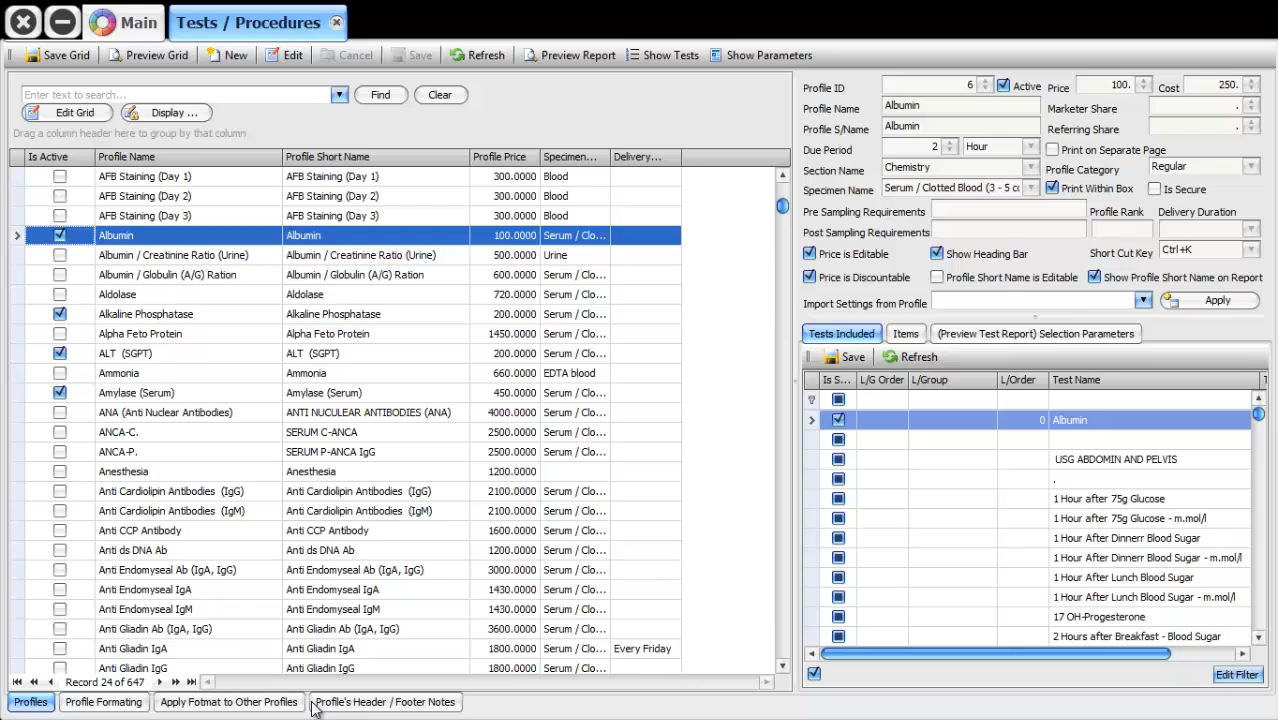 Main
Tests / Procedures
Save Grid Preview Grid New Edit Cancel Save Refresh Preview Report Show Tests Show Parameters
Enter text to search...
Find Clear
Edit Grid Display ...
Drag a column header here to group by that column
Is Active Profile Name Profile Short Name Profile Price Specimen... Delivery...
AFB Staining (Day 1) AFB Staining (Day 1) 300.0000 Blood
AFB Staining (Day 2) AFB Staining (Day 2) 300.0000 Blood
AFB Staining (Day 3) AFB Staining (Day 3) 300.0000 Blood
Albumin Albumin 100.0000 Serum / Clo...
Albumin / Creatinine Ratio (Urine) Albumin / Creatinine Ratio (Urine) 500.0000 Urine
Albumin / Globulin (A/G) Ration Albumin / Globulin (A/G) Ration 600.0000 Serum / Clo...
Aldolase Aldolase 720.0000 Serum / Clo...
Alkaline Phosphatase Alkaline Phosphatase 200.0000 Serum / Clo...
Alpha Feto Protein Alpha Feto Protein 1450.0000 Serum / Clo...
ALT (SGPT) ALT (SGPT) 200.0000 Serum / Clo...
Ammonia Ammonia 660.0000 EDTA blood
Amylase (Serum) Amylase (Serum) 450.0000 Serum / Clo...
ANA (Anti Nuclear Antibodies) ANTI NUCULEAR ANTIBODIES (ANA) 4000.0000 Serum / Clo...
ANCA-C. SERUM C-ANCA 2500.0000 Serum / Clo...
ANCA-P. SERUM P-ANCA IgG 2500.0000 Serum / Clo...
Anesthesia Anesthesia 1200.0000
Anti Cardiolipin Antibodies (IgG) Anti Cardiolipin Antibodies (IgG) 2100.0000 Serum / Clo...
Anti Cardiolipin Antibodies (IgM) Anti Cardiolipin Antibodies (IgM) 2100.0000 Serum / Clo...
Anti CCP Antibody Anti CCP Antibody 1600.0000 Serum / Clo...
Anti ds DNA Ab Anti ds DNA Ab 1200.0000 Serum / Clo...
Anti Endomyseal Ab (IgA, IgG) Anti Endomyseal Ab (IgA, IgG) 3000.0000 Serum / Clo...
Anti Endomyseal IgA Anti Endomyseal IgA 1430.0000 Serum / Clo...
Anti Endomyseal IgM Anti Endomyseal IgM 1430.0000 Serum / Clo...
Anti Gliadin Ab (IgA, IgG) Anti Gliadin Ab (IgA, IgG) 3600.0000 Serum / Clo...
Anti Gliadin IgA Anti Gliadin IgA 1800.0000 Serum / Clo... Every Friday
Anti Gliadin IgG Anti Gliadin IgG 1800.0000 Serum / Clo...
Record 24 of 647
Profiles Profile Formating Apply Fotmat to Other Profiles Profile's Header / Footer Notes
Profile ID 6 Active Price 100. Cost 250.
Profile Name Albumin Marketer Share .
Profile S/Name Albumin Referring Share .
Due Period 2 Hour Print on Separate Page
Section Name Chemistry Profile Category Regular
Specimen Name Serum / Clotted Blood (3 - 5 cc Print Within Box Is Secure
Pre Sampling Requirements Profile Rank Delivery Duration
Post Sampling Requirements
Price is Editable Show Heading Bar Short Cut Key Ctrl+K
Price is Discountable Profile Short Name is Editable Show Profile Short Name on Report
Import Settings from Profile Apply
Tests Included Items (Preview Test Report) Selection Parameters
Save Refresh
Is S... L/G Order L/Group L/Order Test Name T
0 Albumin
USG ABDOMIN AND PELVIS
.
1 Hour after 75g Glucose
1 Hour after 75g Glucose - m.mol/l
1 Hour After Dinnerr Blood Sugar
1 Hour After Dinnerr Blood Sugar - m.mol/l
1 Hour After Lunch Blood Sugar
1 Hour After Lunch Blood Sugar - m.mol/l
17 OH-Progesterone
2 Hours after Breakfast - Blood Sugar
Edit Filter